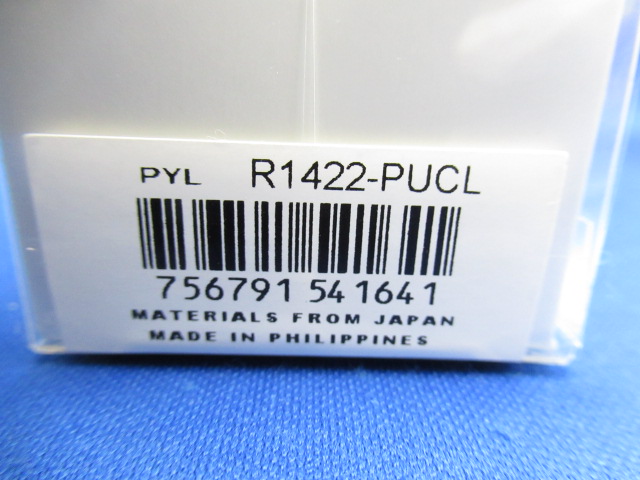 PYL R1422-PUCL
756791 541641
MATERIALS FROM JAPAN
MADE IN PHILIPPINES